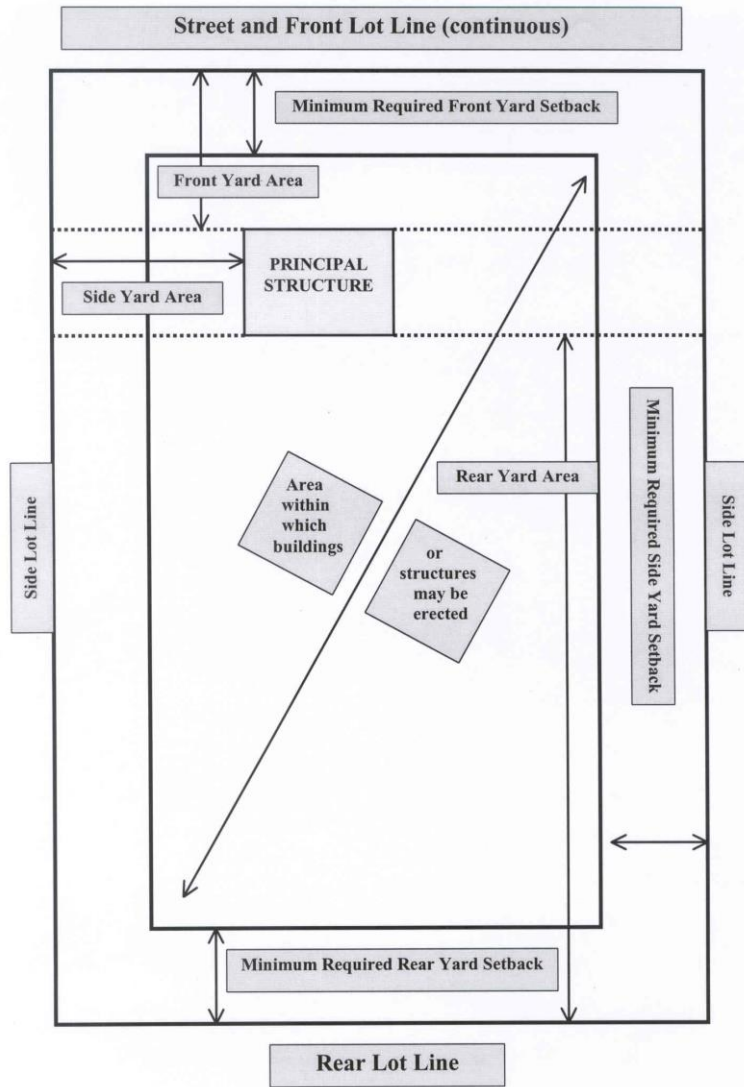 Street and Front Lot Line (continuous)
Minimum Required Front Yard Setback
Front Yard Area
PRINCIPAL
STRUCTURE
Side Yard Area
Rear Yard Area
Area
within
which
buildings
or
structures
may be
erected
Side Lot Line
Minimum Required Side Yard Setback
Side Lot Line
Minimum Required Rear Yard Setback
Rear Lot Line